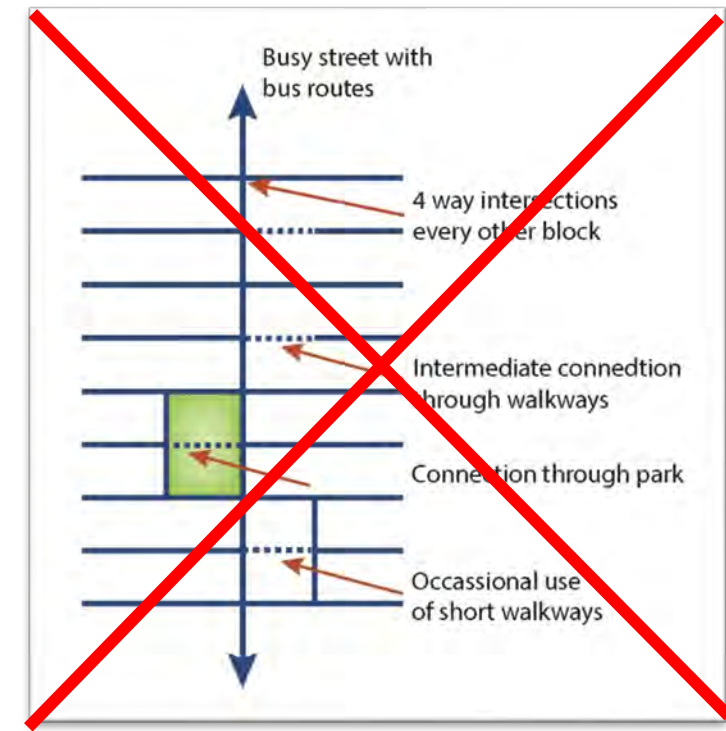 Busy street with
bus routes
4 way intersections
every other block
Intermediate connedtion
through walkways
Connection through park
Occassional use
of short walkways